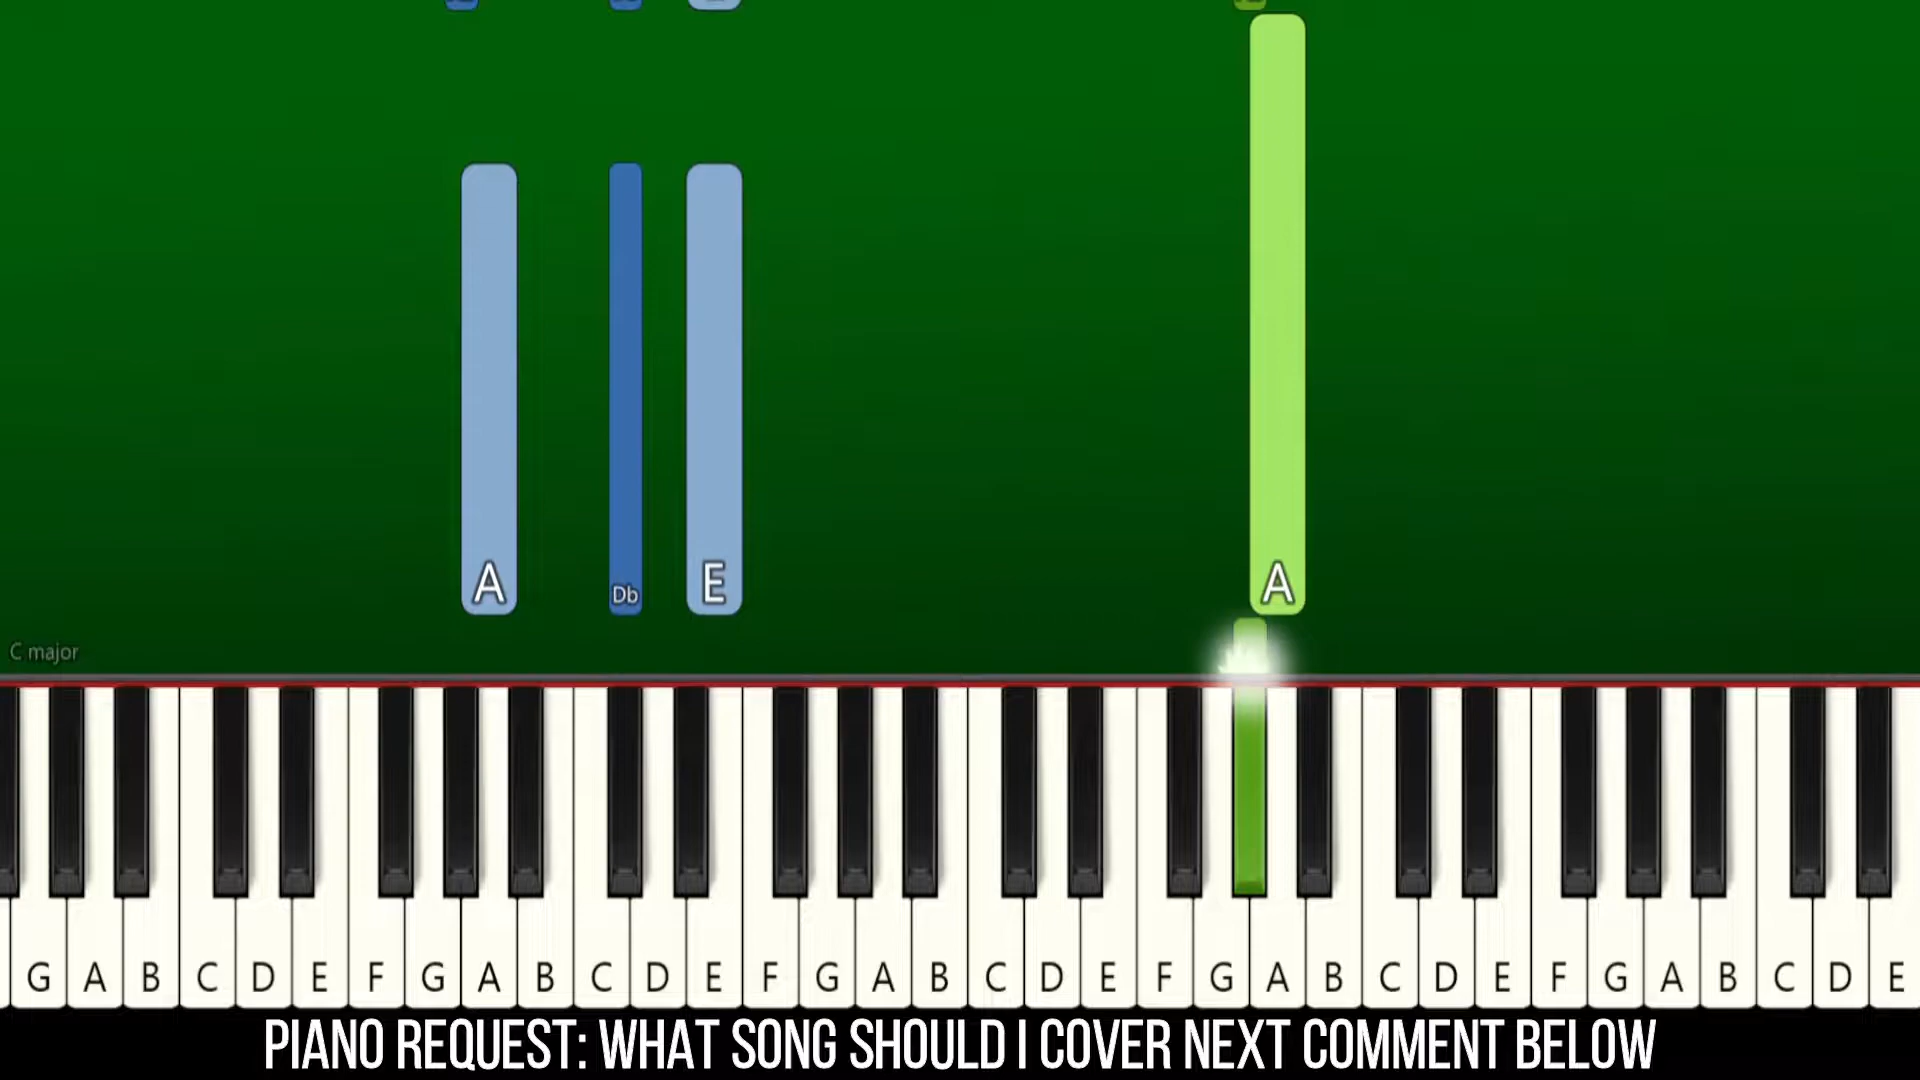 A Db E A
C major
G A B C D E F G A B C D E F G A B C D E F G A B C D E F G A B C D E
PIANO REQUEST: WHAT SONG SHOULD I COVER NEXT COMMENT BELOW